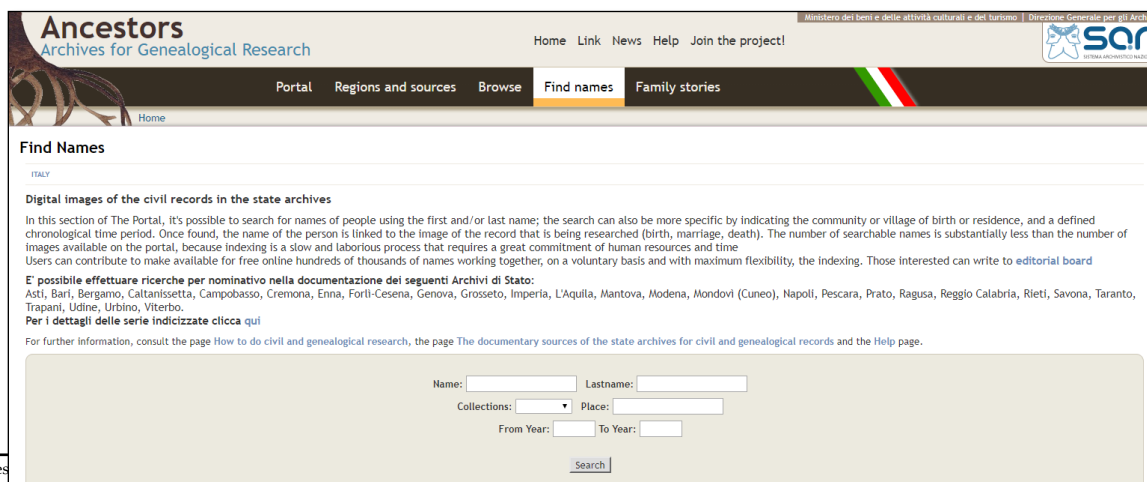 Ministero dei beni e delle attività culturali e del turismo | Direzione Generale per gli Arch
Ancestors
Archives for Genealogical Research
Home Link News Help Join the project!
san
SISTEMA ARCHIVISTICO NAZIO
Portal Regions and sources Browse Find names Family stories
Home
Find Names
ITALY
Digital images of the civil records in the state archives
In this section of The Portal, it's possible to search for names of people using the first and/or last name; the search can also be more specific by indicating the community or village of birth or residence, and a defined
chronological time period. Once found, the name of the person is linked to the image of the record that is being researched (birth, marriage, death). The number of searchable names is substantially less than the number of
images available on the portal, because indexing is a slow and laborious process that requires a great commitment of human resources and time
Users can contribute to make available for free online hundreds of thousands of names working together, on a voluntary basis and with maximum flexibility, the indexing. Those interested can write to editorial board
E' possibile effettuare ricerche per nominativo nella documentazione dei seguenti Archivi di Stato:
Asti, Bari, Bergamo, Caltanissetta, Campobasso, Cremona, Enna, Forlì-Cesena, Genova, Grosseto, Imperia, L'Aquila, Mantova, Modena, Mondovì (Cuneo), Napoli, Pescara, Prato, Ragusa, Reggio Calabria, Rieti, Savona, Taranto,
Trapani, Udine, Urbino, Viterbo.
Per i dettagli delle serie indicizzate clicca qui
For further information, consult the page How to do civil and genealogical research, the page The documentary sources of the state archives for civil and genealogical records and the Help page.
Name: Lastname:
Collections: Place:
From Year: To Year:
Search